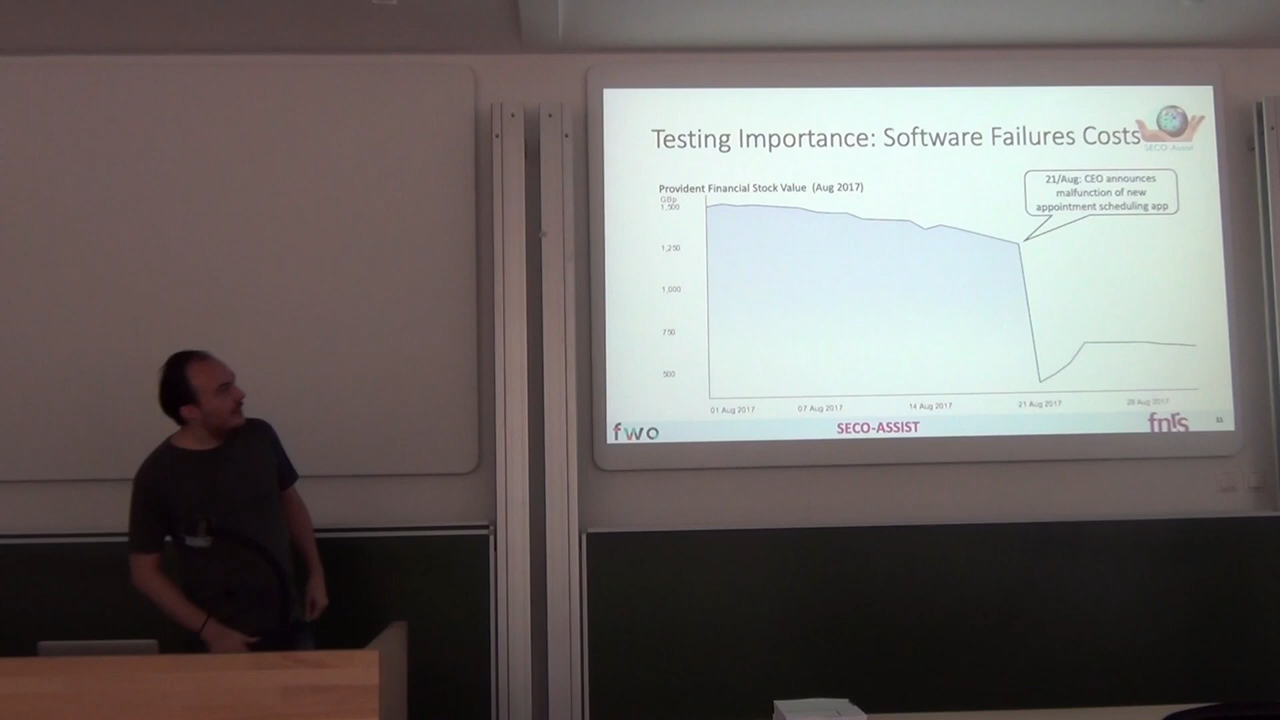 Testing Importance: Software Failures Costs
SECO-Assist
Provident Financial Stock Value (Aug 2017)
GBp
1,500
1,250
1,000
750
500
21/Aug: CEO announces
malfunction of new
appointment scheduling app
01 Aug 2017
07 Aug 2017
14 Aug 2017
21 Aug 2017
28 Aug 2017
fwo
SECO-ASSIST
fnrs